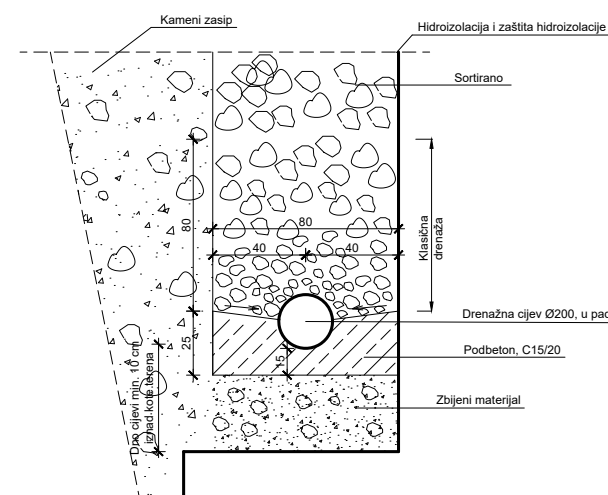 Kameni zasip
Hidroizolacija i zaštita hidroizolacije
Sortirano
80
80
40
40
Klasična
drenaža
Drenažna cijev Ø200, u pad
25
15
Podbeton, C15/20
Dno cijevi min. 10 cm
iznad kote terena
Zbijeni materijal